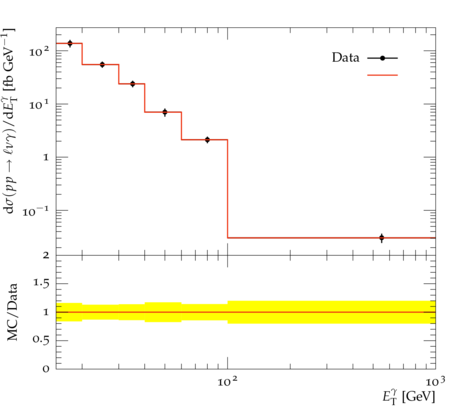 dσ(pp → ℓνγ)/dE_T^γ [fb GeV⁻¹]
10²
10¹
1
10⁻¹
Data
MC/Data
2
1.5
1
0.5
0
10²
10³
E_T^γ [GeV]